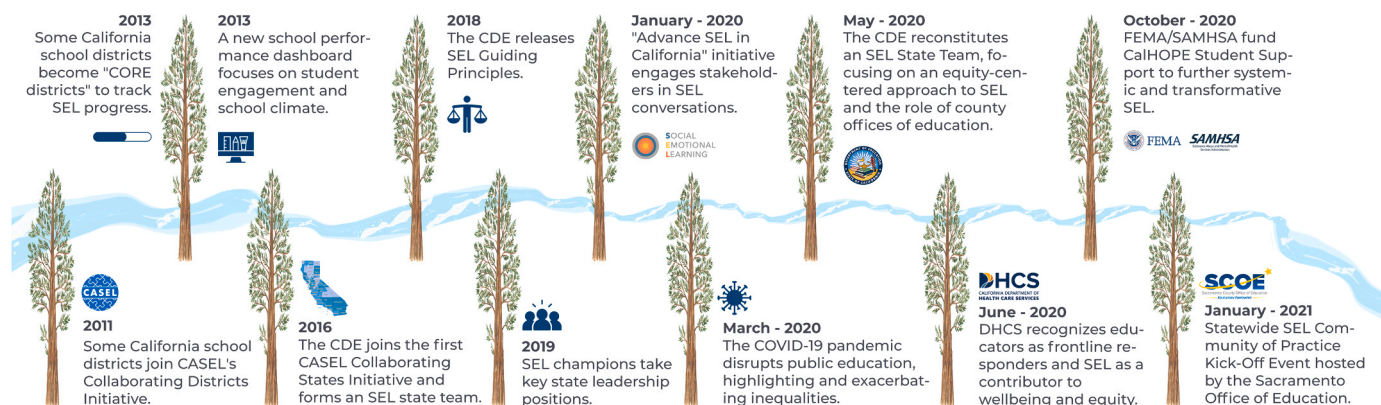 2013
Some California
school districts
become "CORE
districts" to track
SEL progress.
2013
A new school perfor-
mance dashboard
focuses on student
engagement and
school climate.
2018
The CDE releases
SEL Guiding
Principles.
January - 2020
"Advance SEL in
California" initiative
engages stakehold-
ers in SEL
conversations.
SOCIAL
EMOTIONAL
LEARNING
May - 2020
The CDE reconstitutes
an SEL State Team, fo-
cusing on an equity-cen-
tered approach to SEL
and the role of county
offices of education.
October - 2020
FEMA/SAMHSA fund
CalHOPE Student Sup-
port to further system-
ic and transformative
SEL.
FEMA
SAMHSA
CASEL
2011
Some California school
districts join CASEL's
Collaborating Districts
Initiative.
2016
The CDE joins the first
CASEL Collaborating
States Initiative and
forms an SEL state team.
2019
SEL champions take
key state leadership
positions.
March - 2020
The COVID-19 pandemic
disrupts public education,
highlighting and exacerbat-
ing inequalities.
DHCS
CALIFORNIA DEPARTMENT OF
HEALTH CARE SERVICES
June - 2020
DHCS recognizes edu-
cators as frontline re-
sponders and SEL as a
contributor to
wellbeing and equity.
SCOE
Sacramento County Office of Education
January - 2021
Statewide SEL Com-
munity of Practice
Kick-Off Event hosted
by the Sacramento
Office of Education.